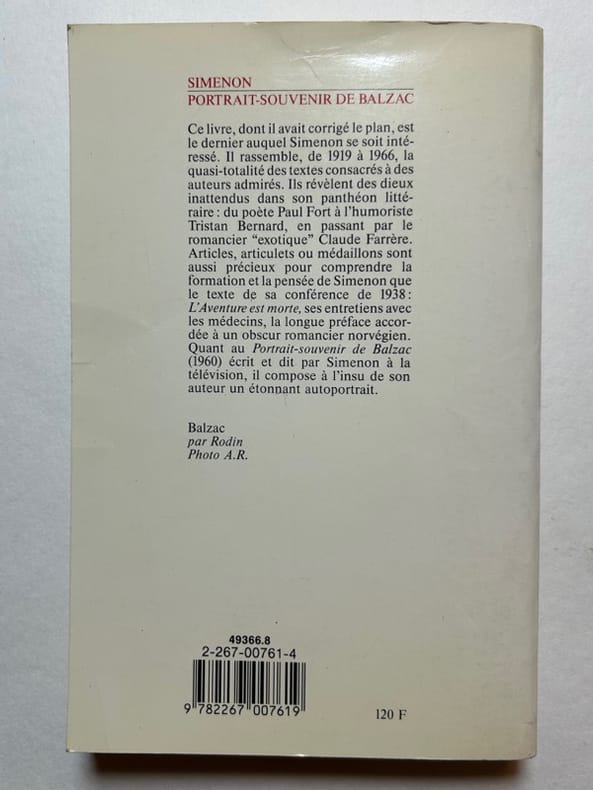 SIMENON
PORTRAIT-SOUVENIR DE BALZAC
Ce livre, dont il avait corrigé le plan, est
le dernier auquel Simenon se soit inté-
ressé. Il rassemble, de 1919 à 1966, la
quasi-totalité des textes consacrés à des
auteurs admirés. Ils révèlent des dieux
inattendus dans son panthéon litté-
raire : du poète Paul Fort à l'humoriste
Tristan Bernard, en passant par le
romancier “exotique” Claude Farrère.
Articles, articulets ou médaillons sont
aussi précieux pour comprendre la
formation et la pensée de Simenon que
le texte de sa conférence de 1938 :
L'Aventure est morte, ses entretiens avec
les médecins, la longue préface accor-
dée à un obscur romancier norvégien.
Quant au Portrait-souvenir de Balzac
(1960) écrit et dit par Simenon à la
télévision, il compose à l'insu de son
auteur un étonnant autoportrait.
Balzac
par Rodin
Photo A.R.
49366.8
2-267-00761-4
9 782267 007619
120 F